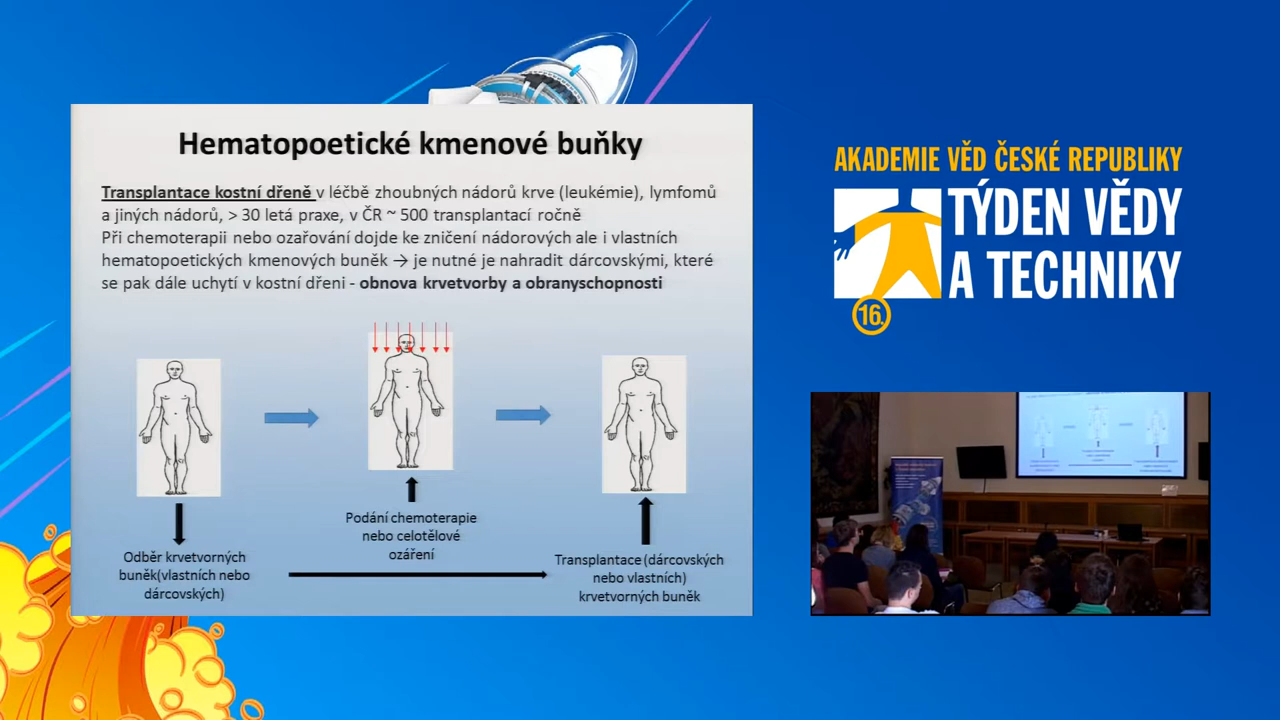 Hematopoetické kmenové buňky
Transplantace kostní dřeně v léčbě zhoubných nádorů krve (leukémie), lymfomů
a jiných nádorů, > 30 letá praxe, v ČR ~ 500 transplantací ročně
Při chemoterapii nebo ozařování dojde ke zničení nádorových ale i vlastních
hematopoetických kmenových buněk → je nutné je nahradit dárcovskými, které
se pak dále uchytí v kostní dřeni - obnova krvetvorby a obranyschopnosti
Odběr krvetvorných
buněk(vlastních nebo
dárcovských)
Podání chemoterapie
nebo celotělové
ozáření
Transplantace (dárcovských
nebo vlastních)
krvetvorných buněk
AKADEMIE VĚD ČESKÉ REPUBLIKY
TÝDEN VĚDY
A TECHNIKY
16.